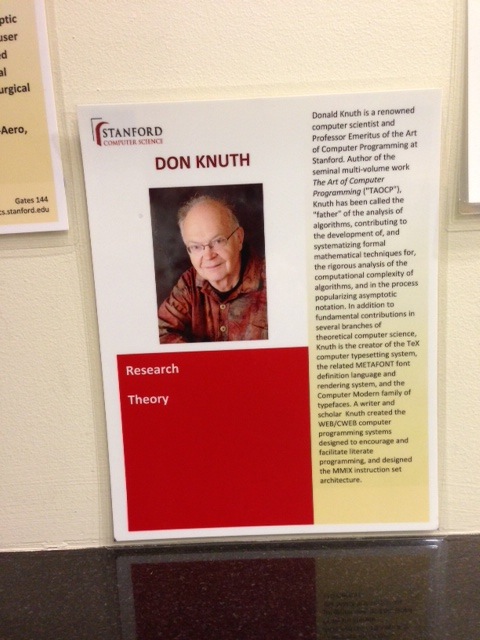 ptic
user
ed
al
urgical
-Aero,
Gates 144
cs.stanford.edu
STANFORD
COMPUTER SCIENCE
DON KNUTH
Research
Theory
Donald Knuth is a renowned
computer scientist and
Professor Emeritus of the Art
of Computer Programming at
Stanford. Author of the
seminal multi-volume work
The Art of Computer
Programming ("TAOCP"),
Knuth has been called the
"father" of the analysis of
algorithms, contributing to
the development of, and
systematizing formal
mathematical techniques for,
the rigorous analysis of the
computational complexity of
algorithms, and in the process
popularizing asymptotic
notation. In addition to
fundamental contributions in
several branches of
theoretical computer science,
Knuth is the creator of the TeX
computer typesetting system,
the related METAFONT font
definition language and
rendering system, and the
Computer Modern family of
typefaces. A writer and
scholar Knuth created the
WEB/CWEB computer
programming systems
designed to encourage and
facilitate literate
programming, and designed
the MMIX instruction set
architecture.